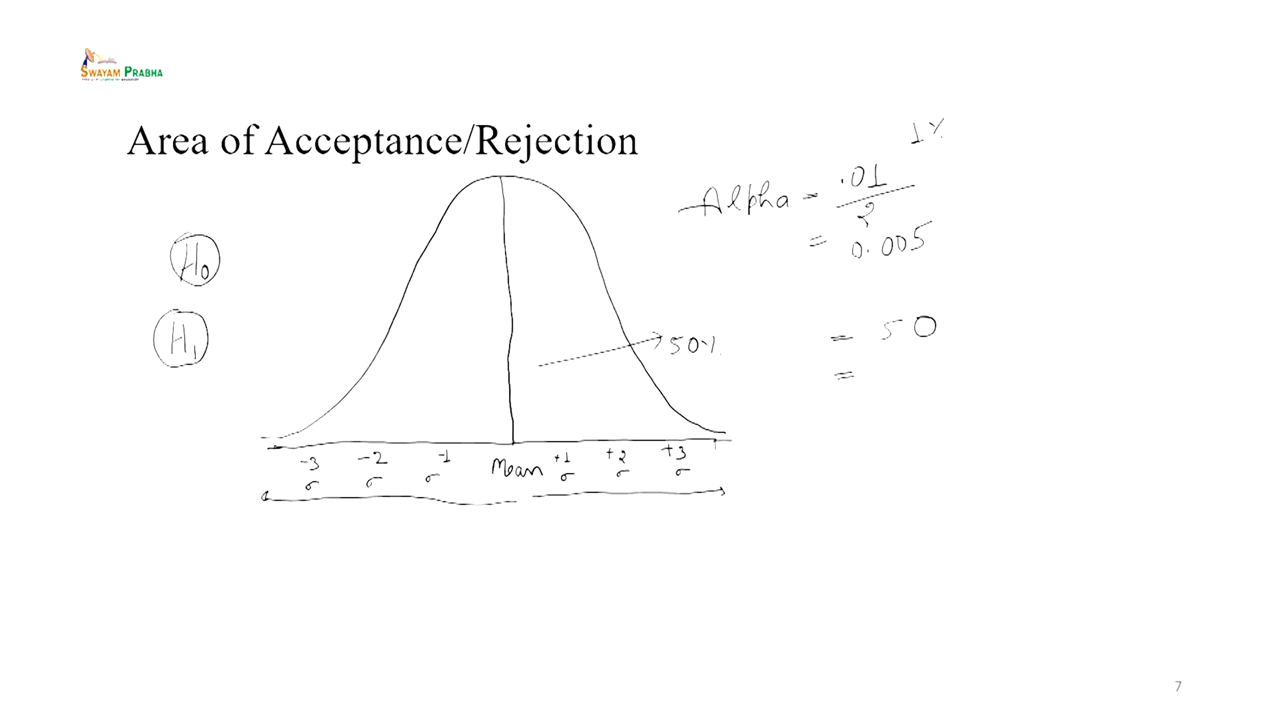 SWAYAM PRABHA
Area of Acceptance/Rejection
1%
Alpha = .01
2
= 0.005
H0
H1
50%
= 50
=
-3 -2 -1 Mean +1 +2 +3
σ σ σ σ σ σ
7